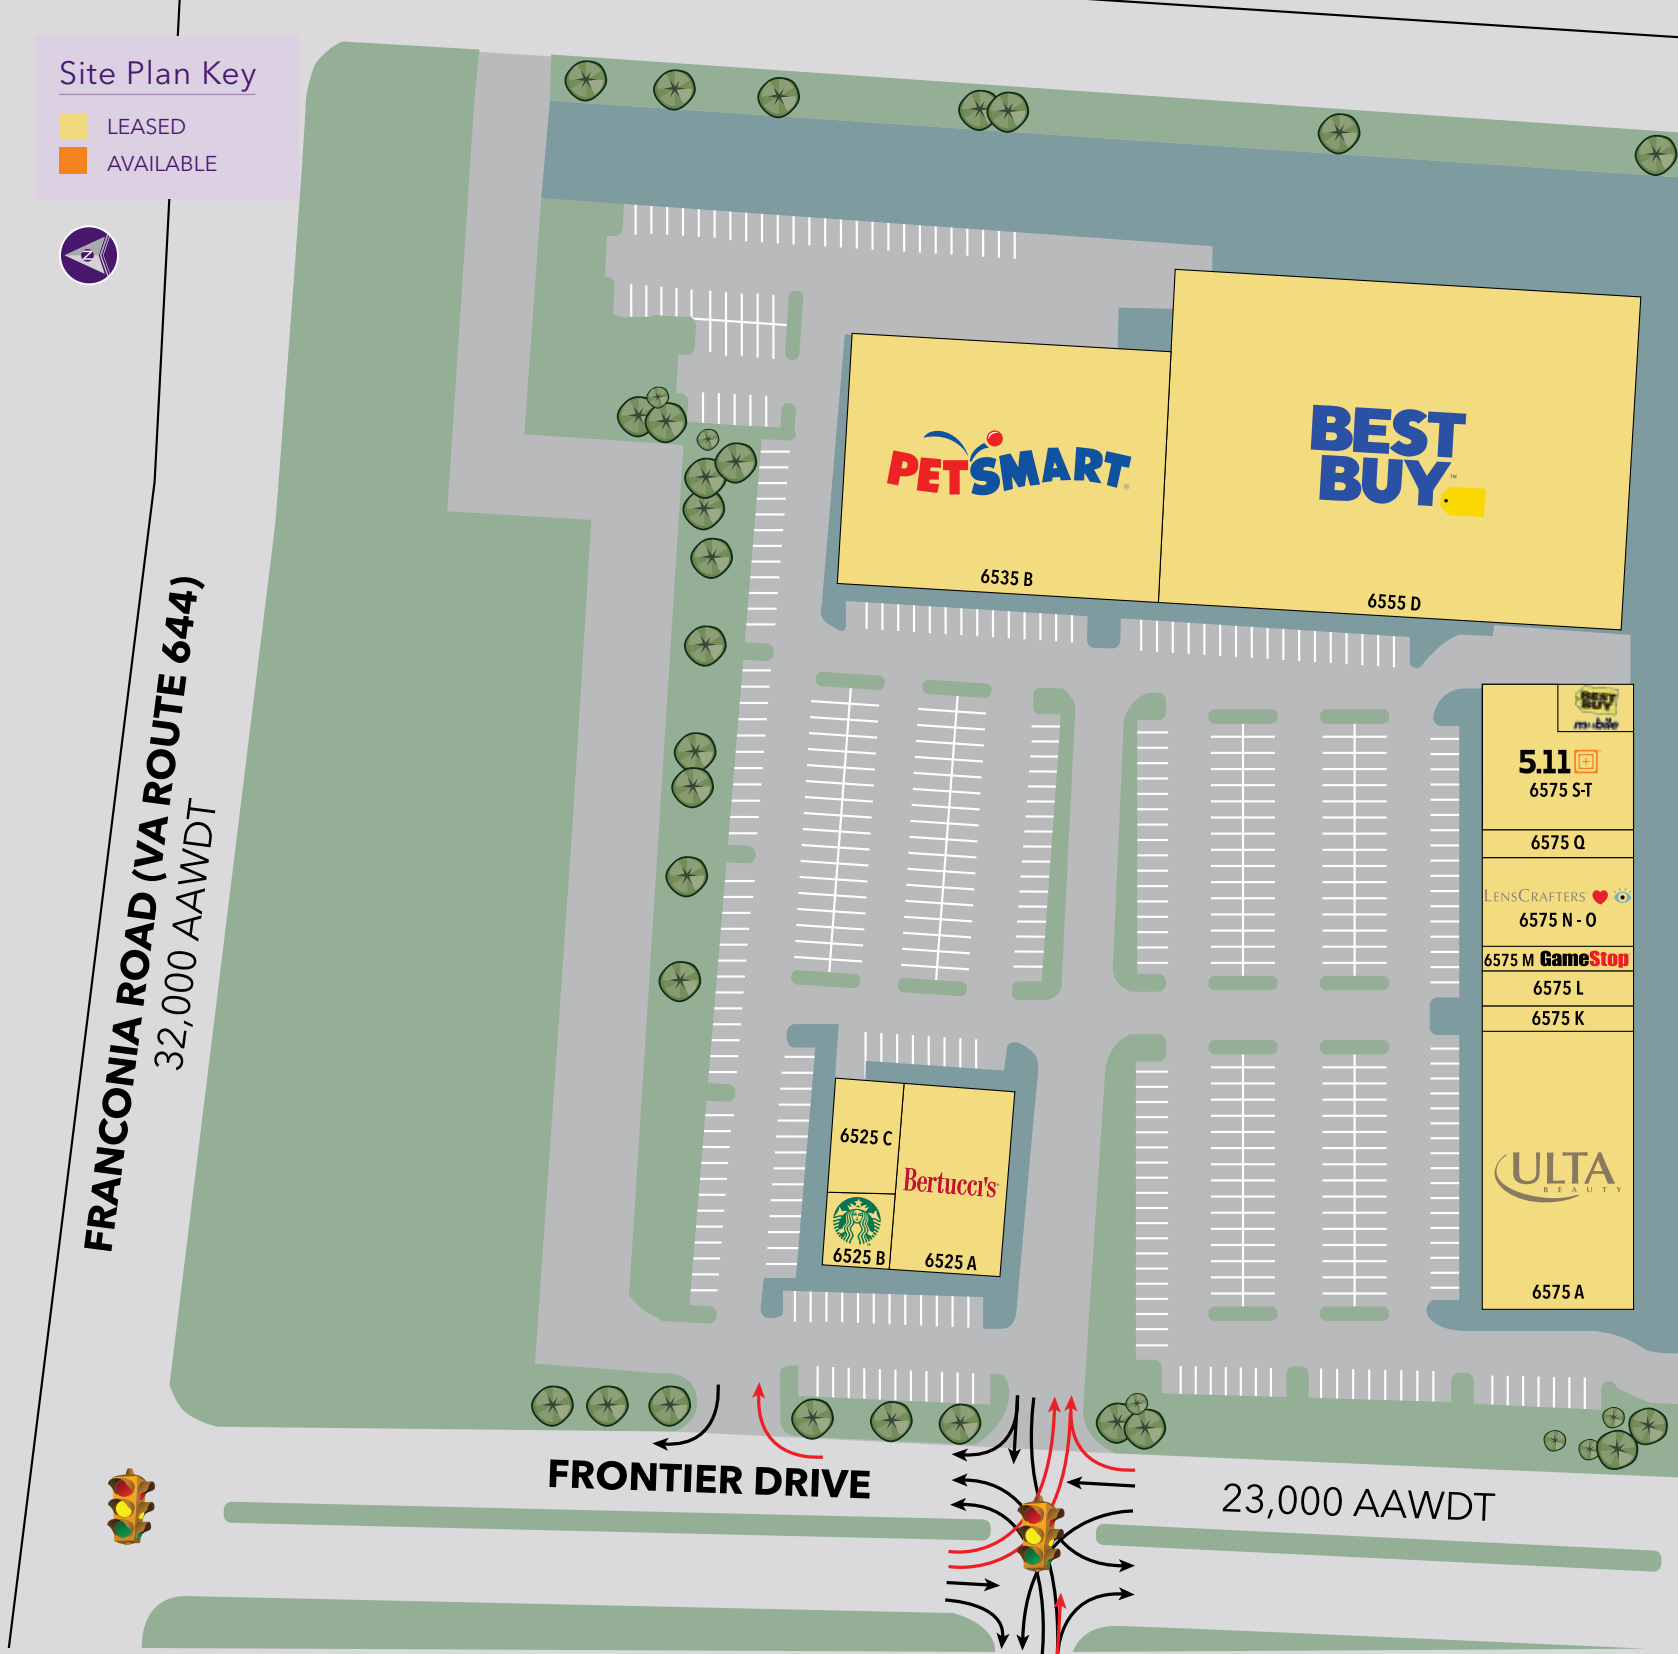 Site Plan Key
LEASED
AVAILABLE
N
FRANCONIA ROAD (VA ROUTE 644)
32,000 AAWDT
PETSMART
6535 B
BEST
BUY™
6555 D
BEST
BUY
mobile
5.11
6575 S-T
6575 Q
LENSCRAFTERS
6575 N - O
6575 M GameStop
6575 L
6575 K
ULTA
BEAUTY
6575 A
6525 C
Bertucci's
6525 B
6525 A
FRONTIER DRIVE
23,000 AAWDT